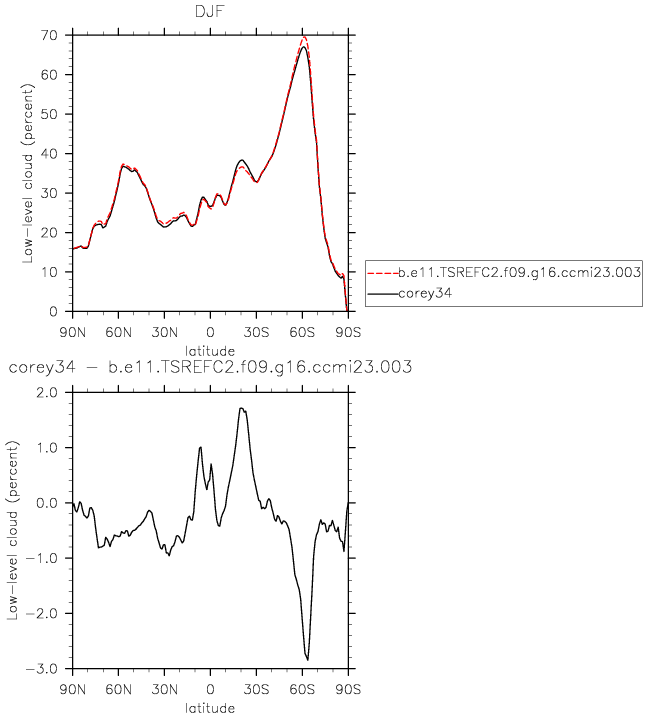 DJF
70
60
50
40
30
20
10
0
Low-level cloud (percent)
90N 60N 30N 0 30S 60S 90S
latitude
b.e11.TSREFC2.f09.g16.ccmi23.003
corey34
corey34 - b.e11.TSREFC2.f09.g16.ccmi23.003
2.0
1.0
0.0
-1.0
-2.0
-3.0
Low-level cloud (percent)
90N 60N 30N 0 30S 60S 90S
latitude